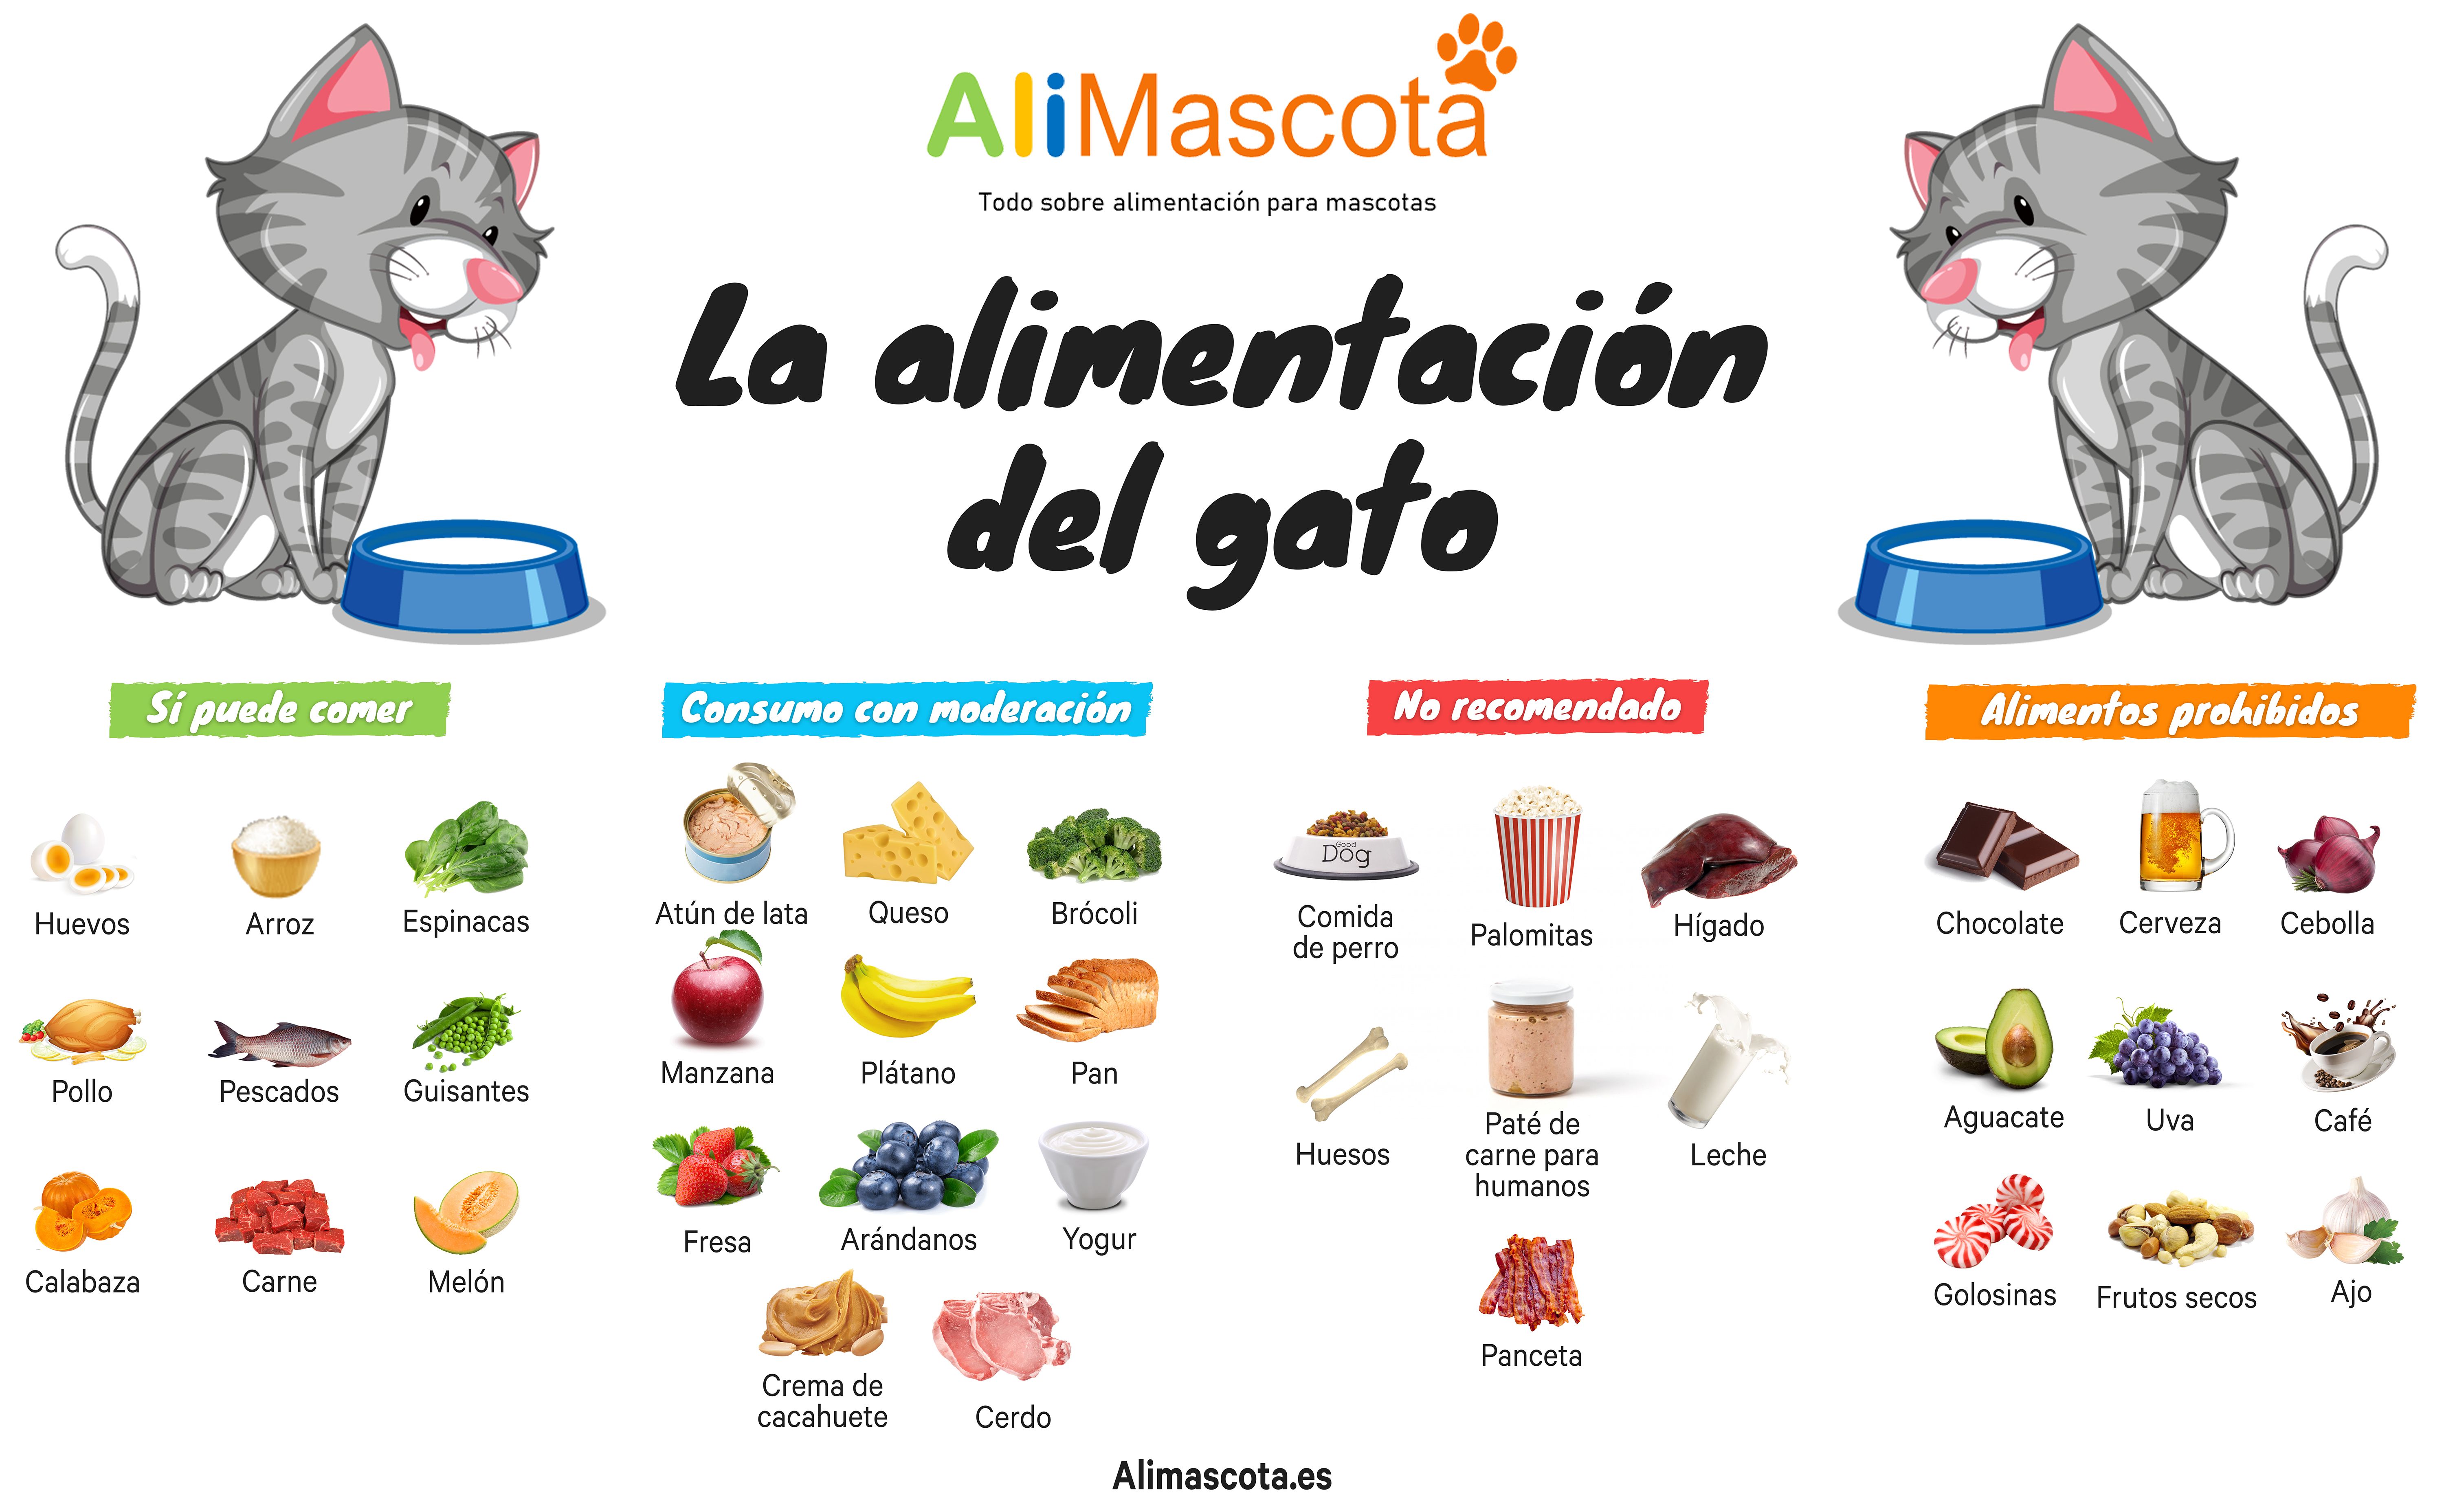 AliMascota
Todo sobre alimentación para mascotas
La alimentación
del gato
Sí puede comer
Huevos
Arroz
Espinacas
Pollo
Pescados
Guisantes
Calabaza
Carne
Melón
Consumo con moderación
Atún de lata
Queso
Brócoli
Manzana
Plátano
Pan
Fresa
Arándanos
Yogur
Crema de
cacahuete
Cerdo
No recomendado
Good
Dog
Comida
de perro
Palomitas
Hígado
Huesos
Paté de
carne para
humanos
Leche
Panceta
Alimentos prohibidos
Chocolate
Cerveza
Cebolla
Aguacate
Uva
Café
Golosinas
Frutos secos
Ajo
Alimascota.es